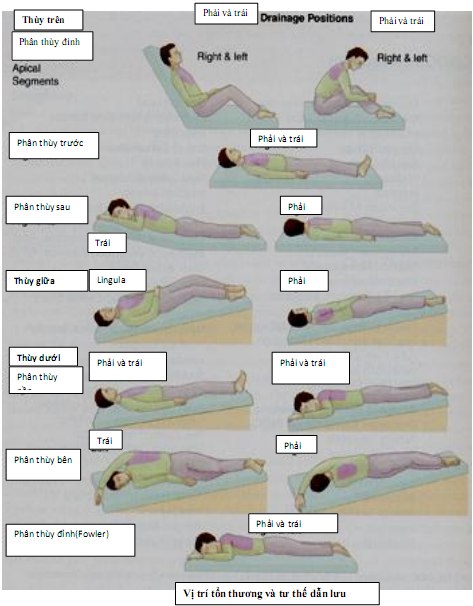 Thùy trên
Phải và trái
Drainage Positions
Phải và trái
Phân thùy đỉnh
Apical
Segments
Right & left
Right & left
Phân thùy trước
Phải và trái
Phân thùy sau
Trái
Phải
Thùy giữa
Lingula
Phải
Thùy dưới
Phân thùy
Phải và trái
Phải và trái
Phân thùy bên
Trái
Phải
Phân thùy đỉnh(Fowler)
Phải và trái
Vị trí tổn thương và tư thế dẫn lưu